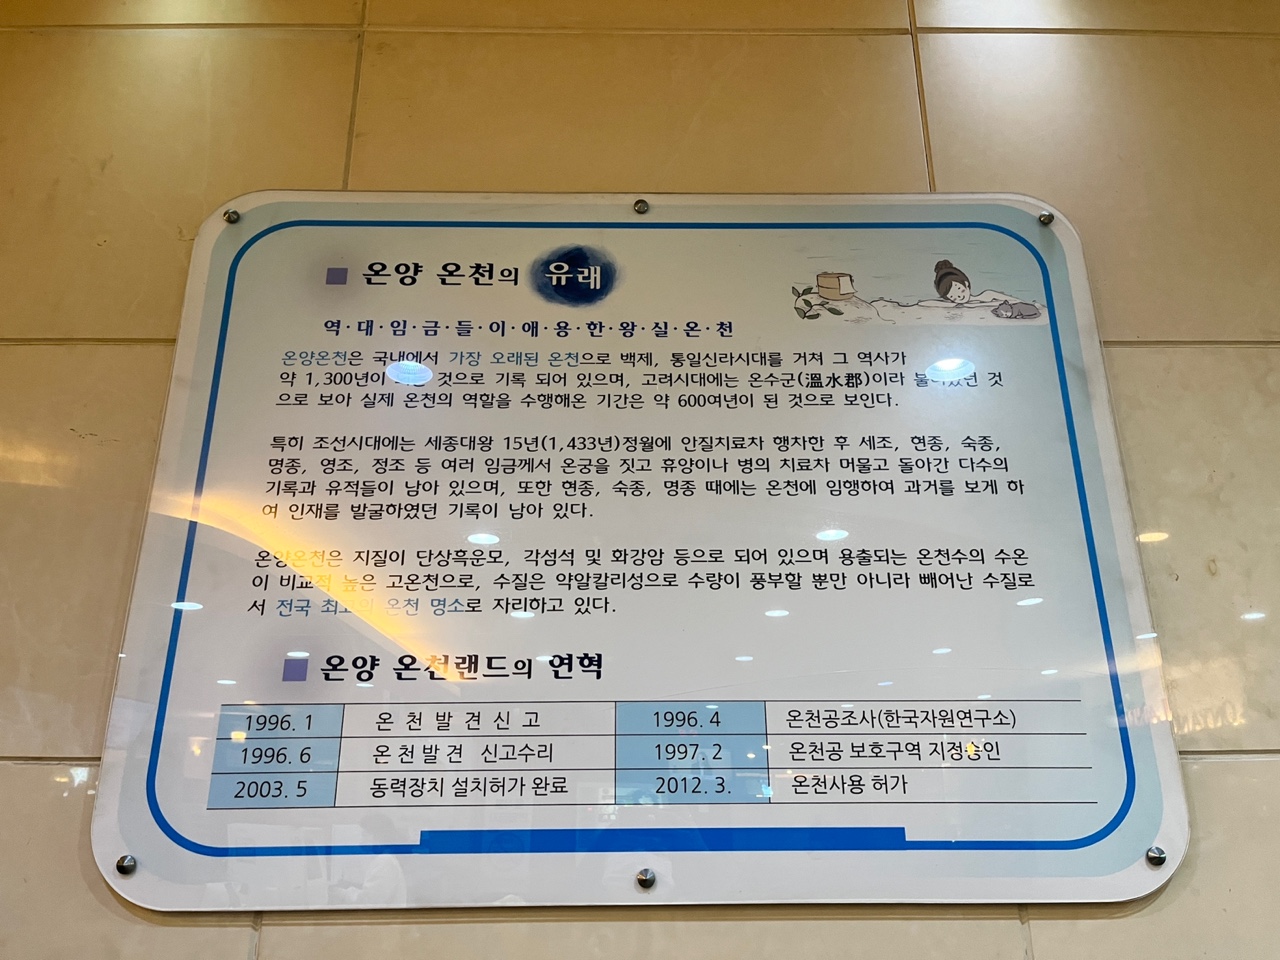 ■ 온양 온천의 유래
역·대·임·금·들·이·애·용·한·왕·실·온·천
온양온천은 국내에서 가장 오래된 온천으로 백제, 통일신라시대를 거쳐 그 역사가
약 1,300년이 것으로 기록 되어 있으며, 고려시대에는 온수군(溫水郡)이라 것
으로 보아 실제 온천의 역할을 수행해온 기간은 약 600여년이 된 것으로 보인다.
특히 조선시대에는 세종대왕 15년(1,433년)정월에 안질치료차 행차한 후 세조, 현종, 숙종,
명종, 영조, 정조 등 여러 임금께서 온궁을 짓고 휴양이나 병의 치료차 머물고 돌아간 다수의
기록과 유적들이 남아 있으며, 또한 현종, 숙종, 명종 때에는 온천에 임행하여 과거를 보게 하
여 인재를 발굴하였던 기록이 남아 있다.
온양온천은 지질이 단상흑운모, 각섬석 및 화강암 등으로 되어 있으며 용출되는 온천수의 수온
이 비교적 높은 고온천으로, 수질은 약알칼리성으로 수량이 풍부할 뿐만 아니라 빼어난 수질로
서 전국 최고의 온천 명소로 자리하고 있다.
■ 온양 온천랜드의 연혁
1996. 1 온 천 발 견 신 고 1996. 4 온천공조사(한국자원연구소)
1996. 6 온 천 발 견 신고수리 1997. 2 온천공 보호구역 지정승인
2003. 5 동력장치 설치허가 완료 2012. 3. 온천사용 허가